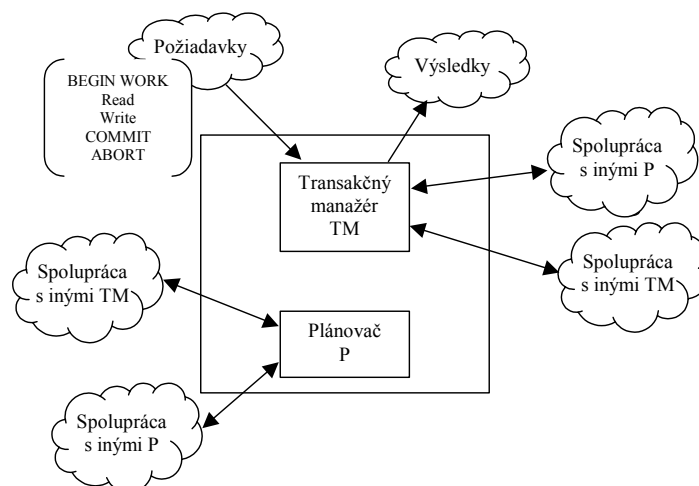 Požiadavky
BEGIN WORK
Read
Write
COMMIT
ABORT
Výsledky
Transakčný
manažér
TM
Spolupráca
s inými P
Spolupráca
s inými TM
Spolupráca
s inými TM
Plánovač
P
Spolupráca
s inými P